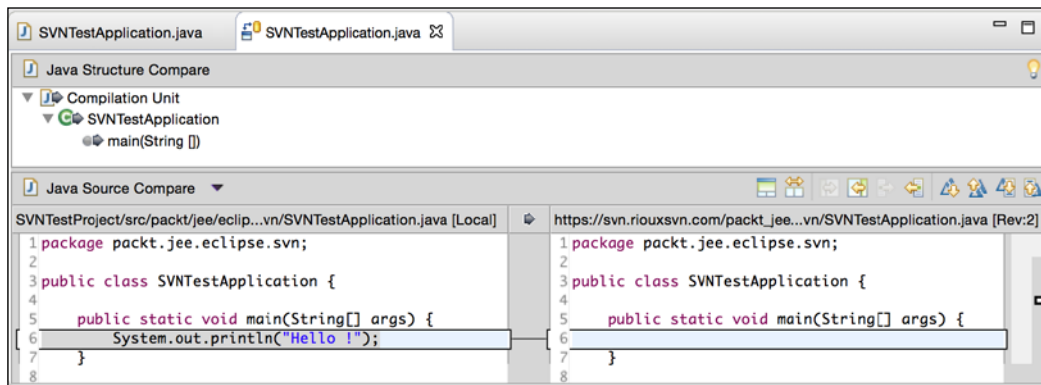 SVNTestApplication.java SVNTestApplication.java
Java Structure Compare
Compilation Unit
SVNTestApplication
main(String [])
Java Source Compare
SVNTestProject/src/packt/jee/eclip...vn/SVNTestApplication.java [Local] https://svn.riouxsvn.com/packt_jee...vn/SVNTestApplication.java [Rev:2]
1 package packt.jee.eclipse.svn;
2
3 public class SVNTestApplication {
4
5 public static void main(String[] args) {
6 System.out.println("Hello !");
7 }
8
1 package packt.jee.eclipse.svn;
2
3 public class SVNTestApplication {
4
5 public static void main(String[] args) {
6
7 }
8